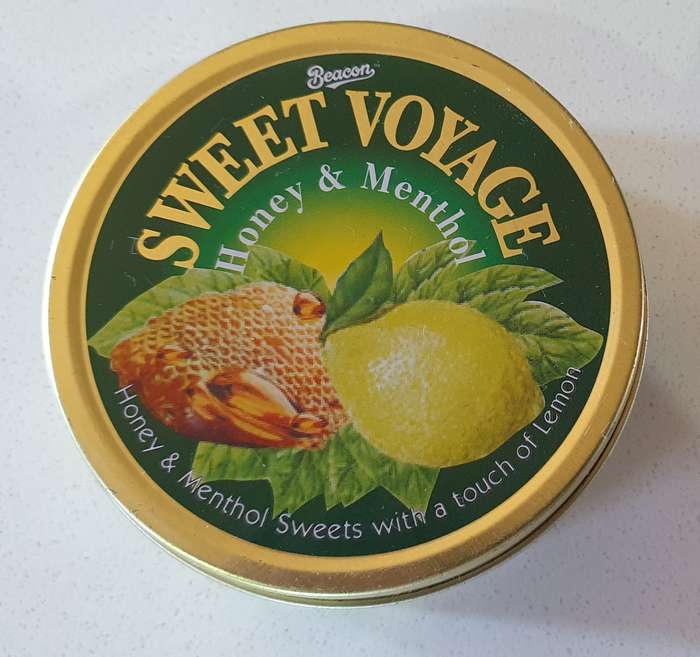 Beacon
SWEET VOYAGE
Honey & Menthol
Honey & Menthol Sweets with a touch of Lemon